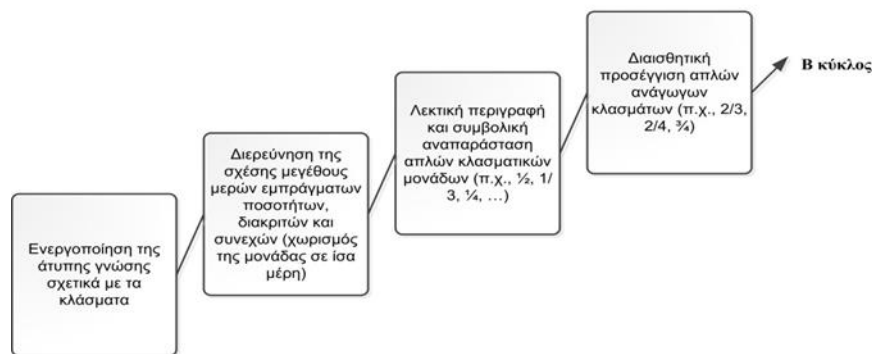 Ενεργοποίηση της
άτυπης γνώσης
σχετικά με τα
κλάσματα
Διερεύνηση της
σχέσης μεγέθους
μερών εμπράγματων
ποσοτήτων,
διακριτών και
συνεχών (χωρισμός
της μονάδας σε ίσα
μέρη)
Λεκτική περιγραφή
και συμβολική
αναπαράσταση
απλών κλασματικών
μονάδων (π.χ., ½, 1/
3, ¼, ...)
Διαισθητική
προσέγγιση απλών
ανάγωγων
κλασμάτων (π.χ., 2/3,
2/4, ¾)
Β κύκλος